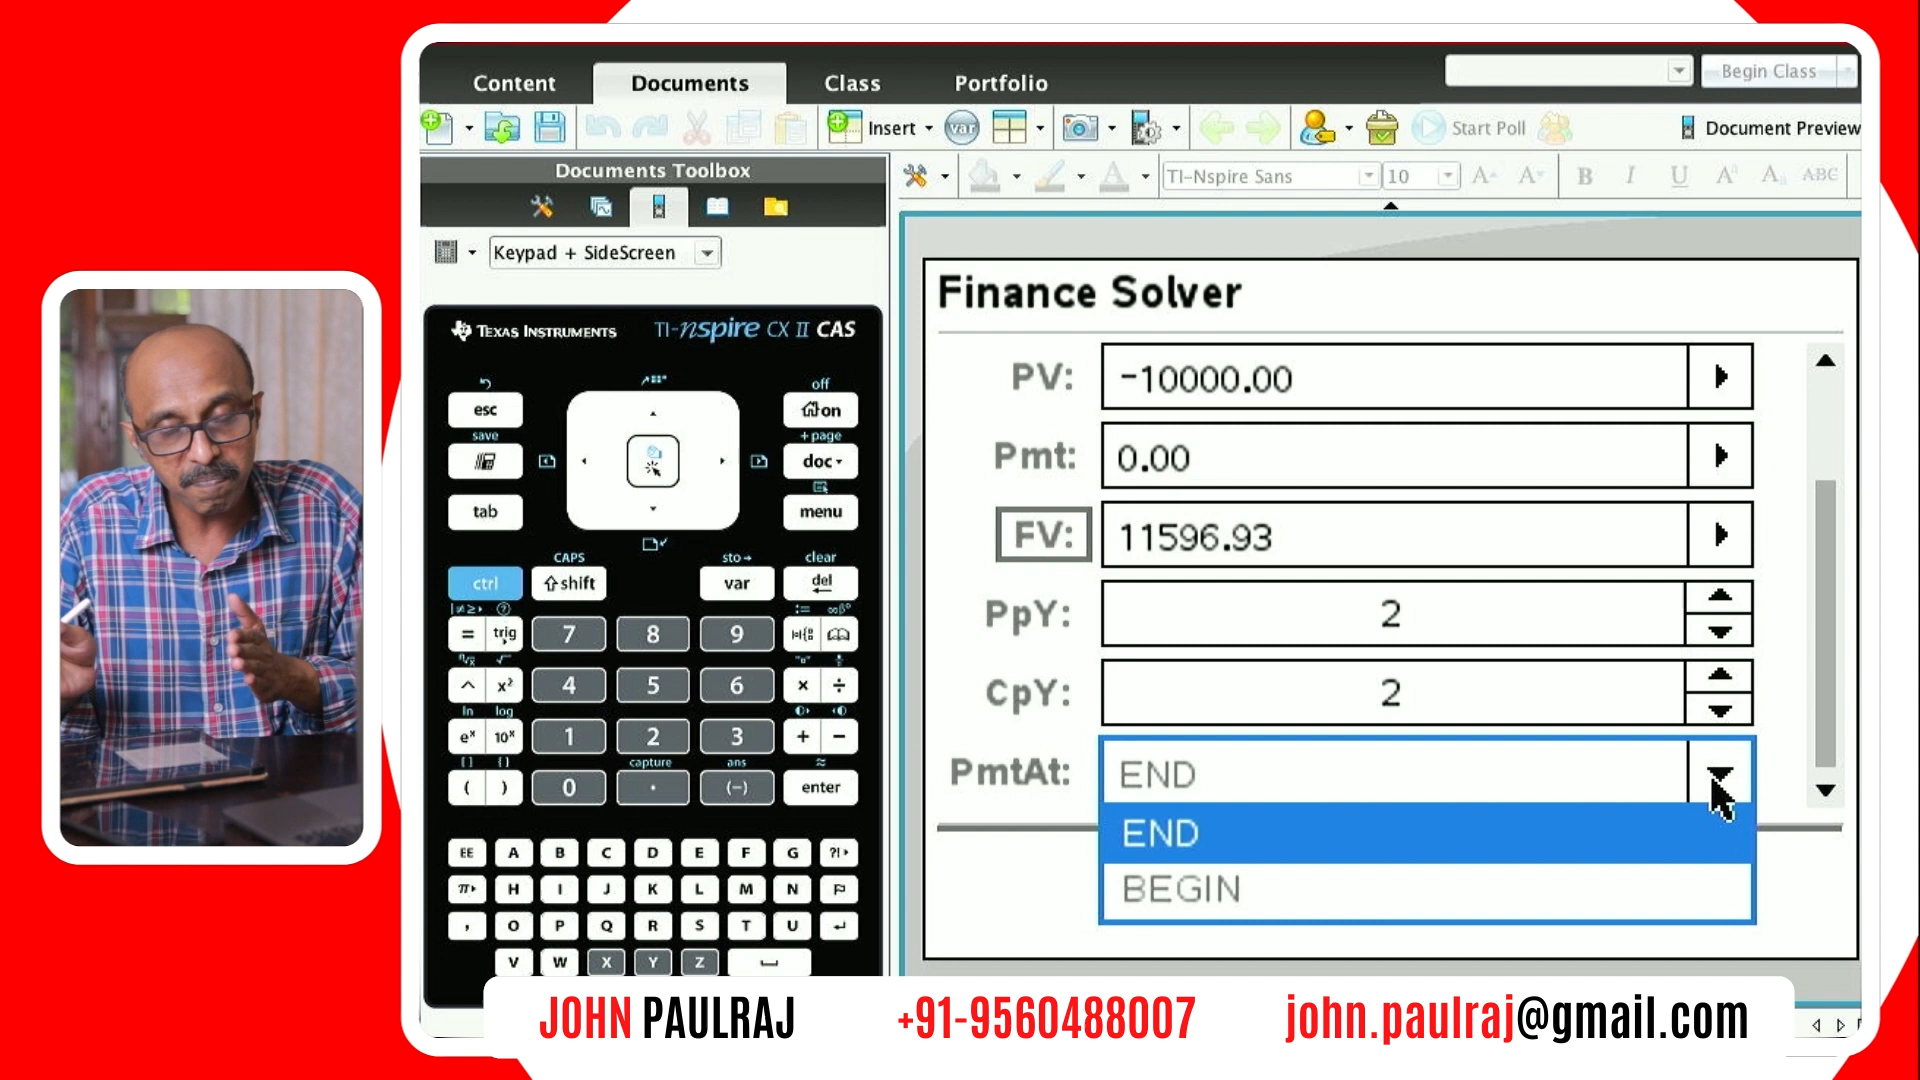 Content Documents Class Portfolio Begin Class
Insert var Start Poll Document Preview
Documents Toolbox
TI-Nspire Sans 10 A A B I U A A ABC
Keypad + SideScreen
Finance Solver
PV: -10000.00
Pmt: 0.00
FV: 11596.93
PpY: 2
CpY: 2
PmtAt: END
END
BEGIN
TEXAS INSTRUMENTS TI-nspire CX II CAS
off
esc on
save + page
doc
tab menu
CAPS sto→ clear
ctrl shift var del
= trig 7 8 9
^ x² 4 5 6 × ÷
ln log
eˣ 10ˣ 1 2 3 + −
[ ] { } capture ans ≈
( ) 0 . (−) enter
EE A B C D E F G ?!▸
π▸ H I J K L M N
, O P Q R S T U
V W X Y Z
JOHN PAULRAJ +91-9560488007 john.paulraj@gmail.com